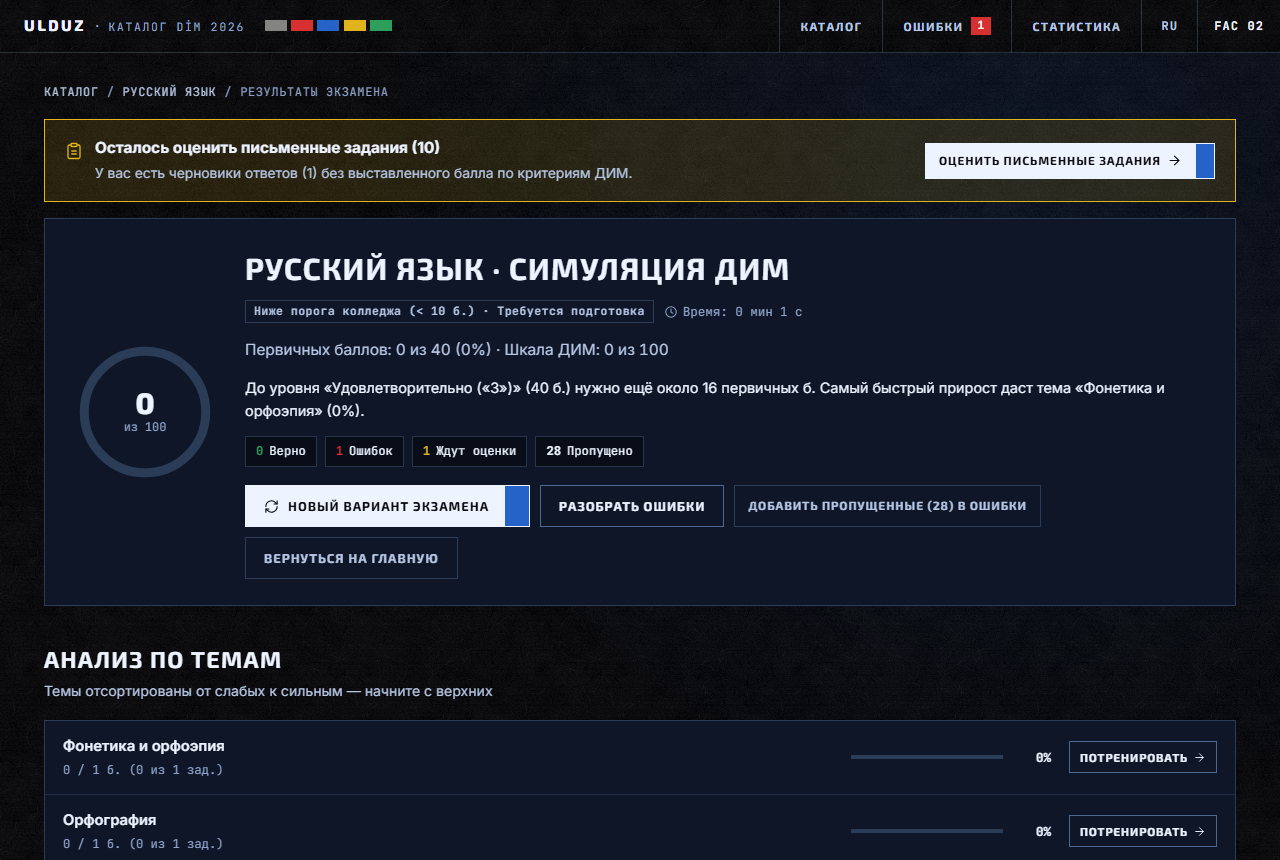 ULDUZ · КАТАЛОГ DİM 2026
КАТАЛОГ
ОШИБКИ 1
СТАТИСТИКА
RU
FAC 02
КАТАЛОГ / РУССКИЙ ЯЗЫК / РЕЗУЛЬТАТЫ ЭКЗАМЕНА
Осталось оценить письменные задания (10)
У вас есть черновики ответов (1) без выставленного балла по критериям ДИМ.
ОЦЕНИТЬ ПИСЬМЕННЫЕ ЗАДАНИЯ →
РУССКИЙ ЯЗЫК · СИМУЛЯЦИЯ ДИМ
Ниже порога колледжа (< 10 б.) · Требуется подготовка
Время: 0 мин 1 с
Первичных баллов: 0 из 40 (0%) · Шкала ДИМ: 0 из 100
0
из 100
До уровня «Удовлетворительно («3»)» (40 б.) нужно ещё около 16 первичных б. Самый быстрый прирост даст тема «Фонетика и
орфоэпия» (0%).
0 Верно
1 Ошибок
1 Ждут оценки
28 Пропущено
НОВЫЙ ВАРИАНТ ЭКЗАМЕНА
РАЗОБРАТЬ ОШИБКИ
ДОБАВИТЬ ПРОПУЩЕННЫЕ (28) В ОШИБКИ
ВЕРНУТЬСЯ НА ГЛАВНУЮ
АНАЛИЗ ПО ТЕМАМ
Темы отсортированы от слабых к сильным — начните с верхних
Фонетика и орфоэпия
0 / 1 б. (0 из 1 зад.)
0%
ПОТРЕНИРОВАТЬ →
Орфография
0 / 1 б. (0 из 1 зад.)
0%
ПОТРЕНИРОВАТЬ →